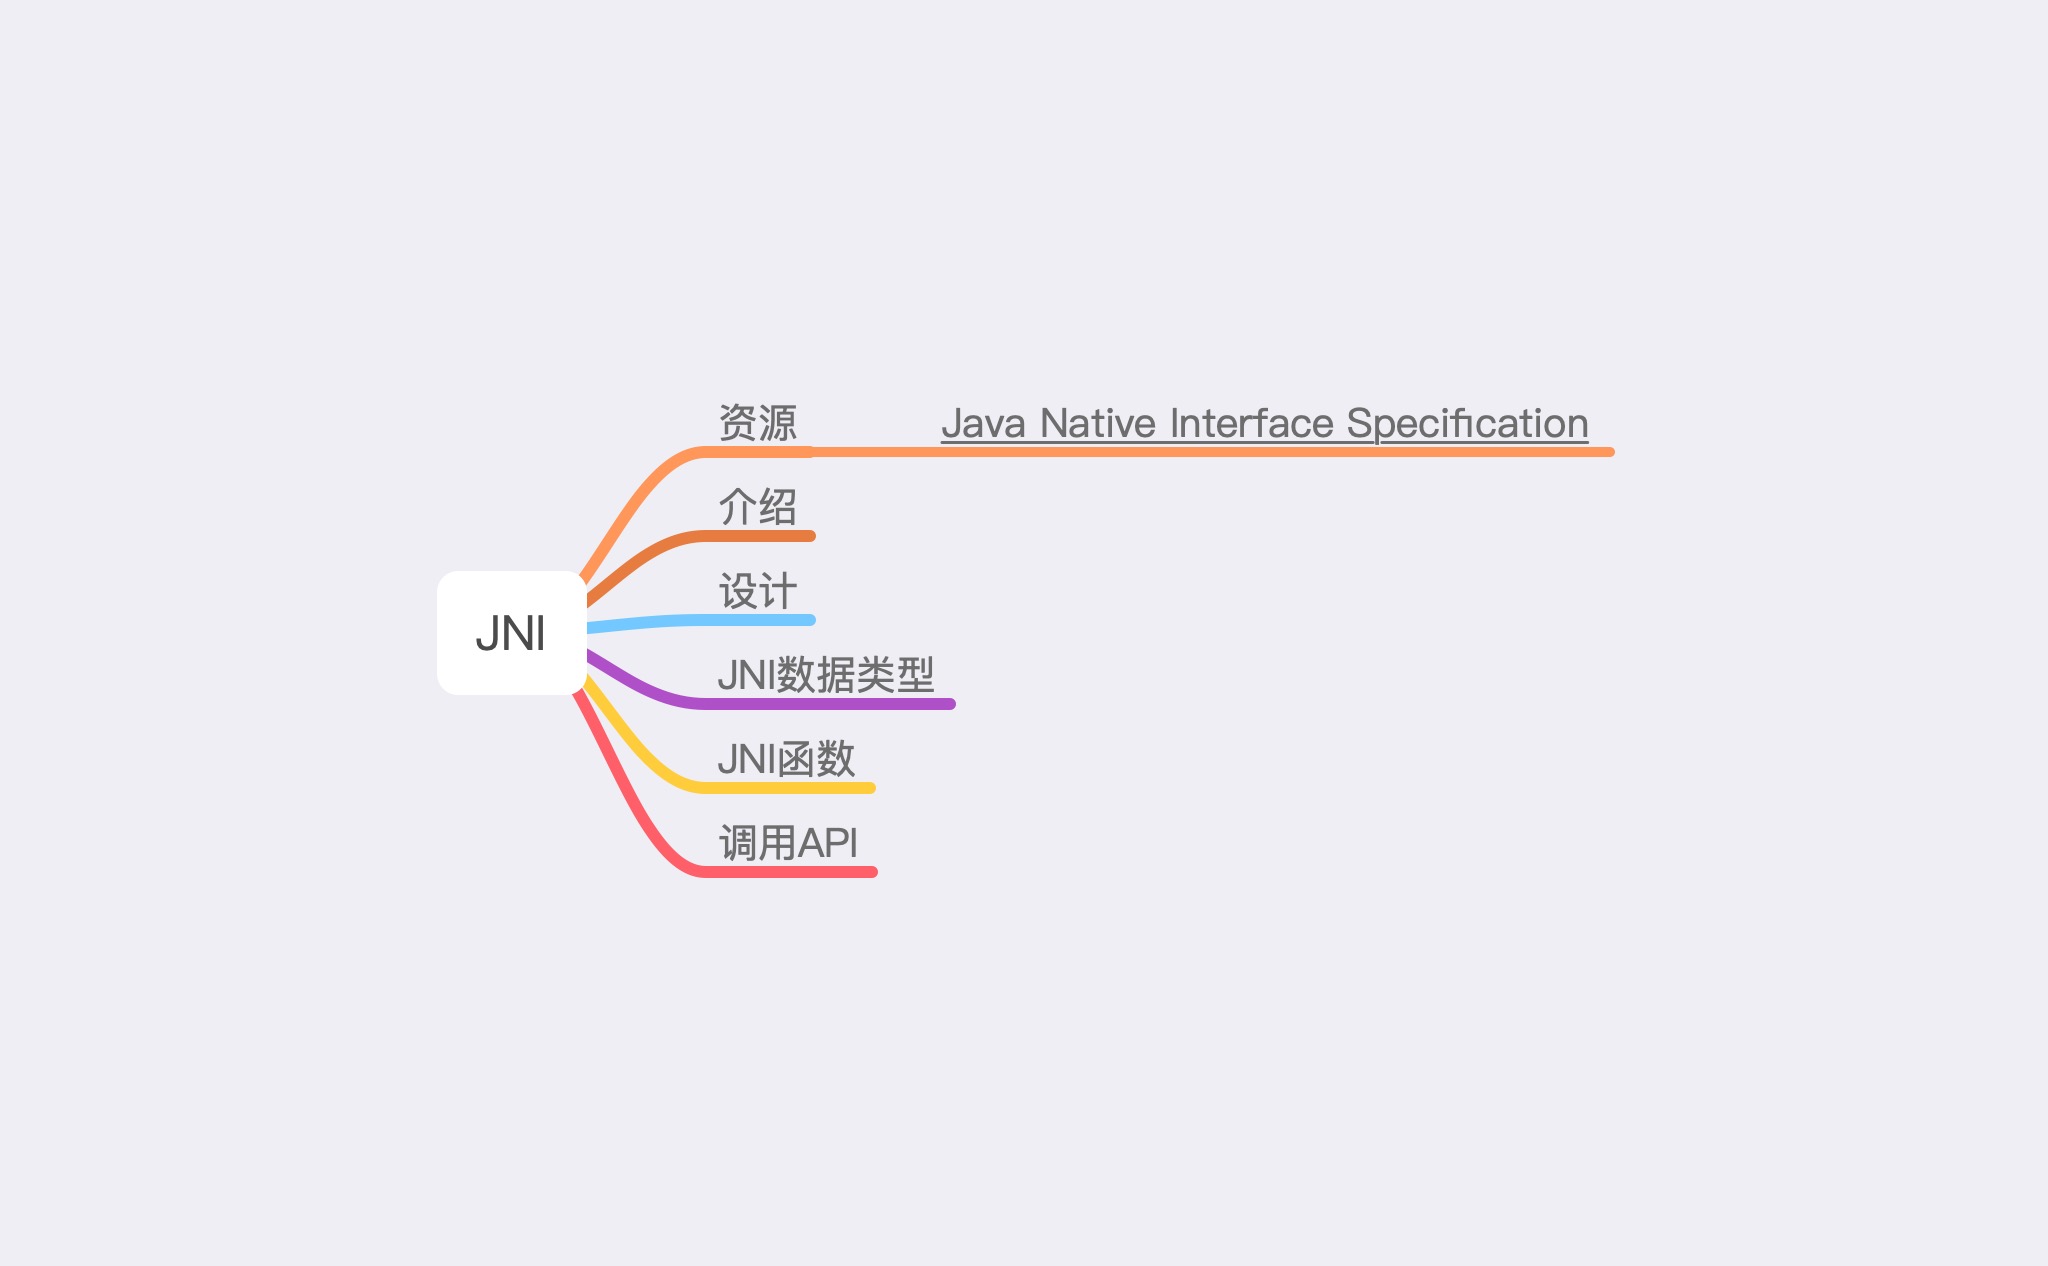 JNI
资源
Java Native Interface Specification
介绍
设计
JNI数据类型
JNI函数
调用API